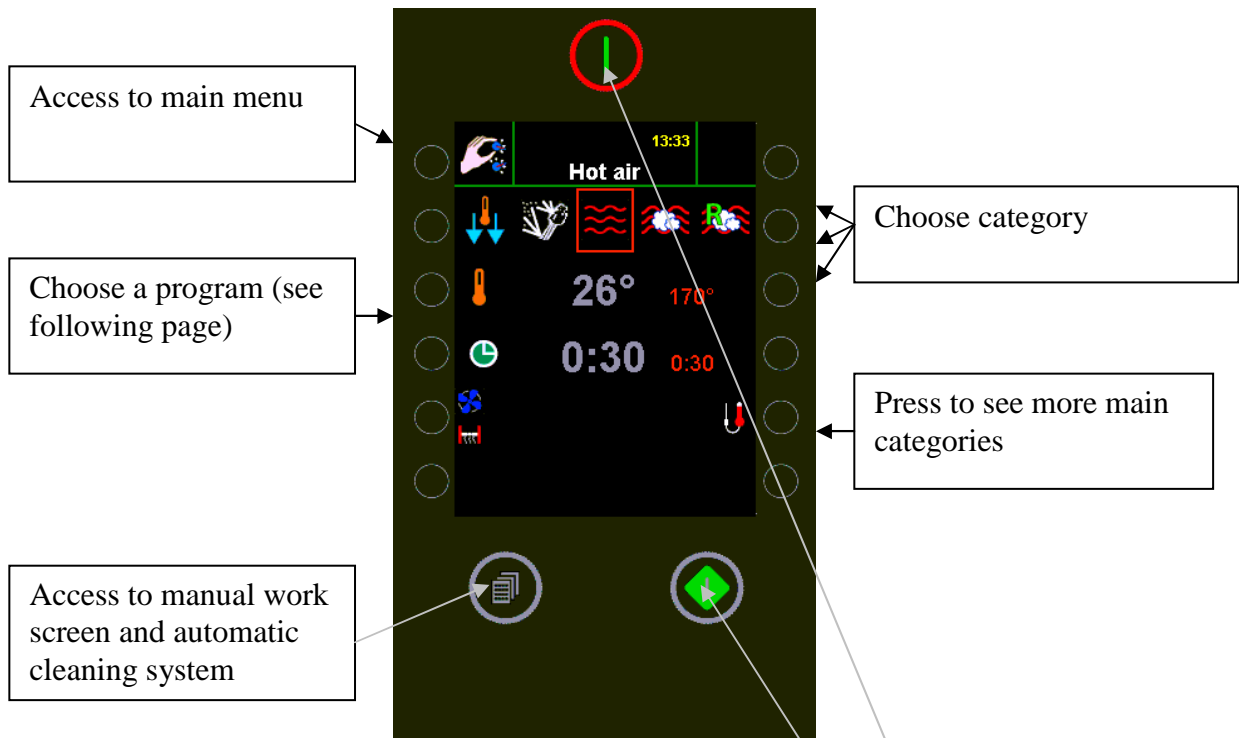 Access to main menu
13:33
Hot air
Choose category
R
26° 170°
Choose a program (see
following page)
0:30 0:30
Press to see more main
categories
Access to manual work
screen and automatic
cleaning system